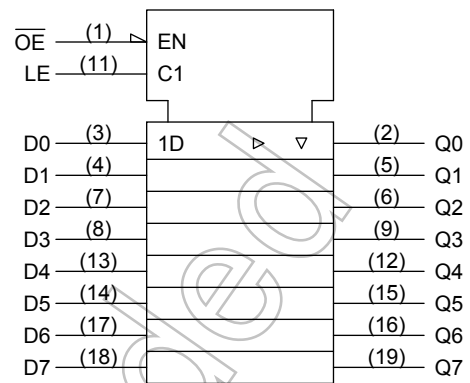 OE (1) EN
LE (11) C1
D0 (3) 1D (2) Q0
D1 (4) (5) Q1
D2 (7) (6) Q2
D3 (8) (9) Q3
D4 (13) (12) Q4
D5 (14) (15) Q5
D6 (17) (16) Q6
D7 (18) (19) Q7
ded